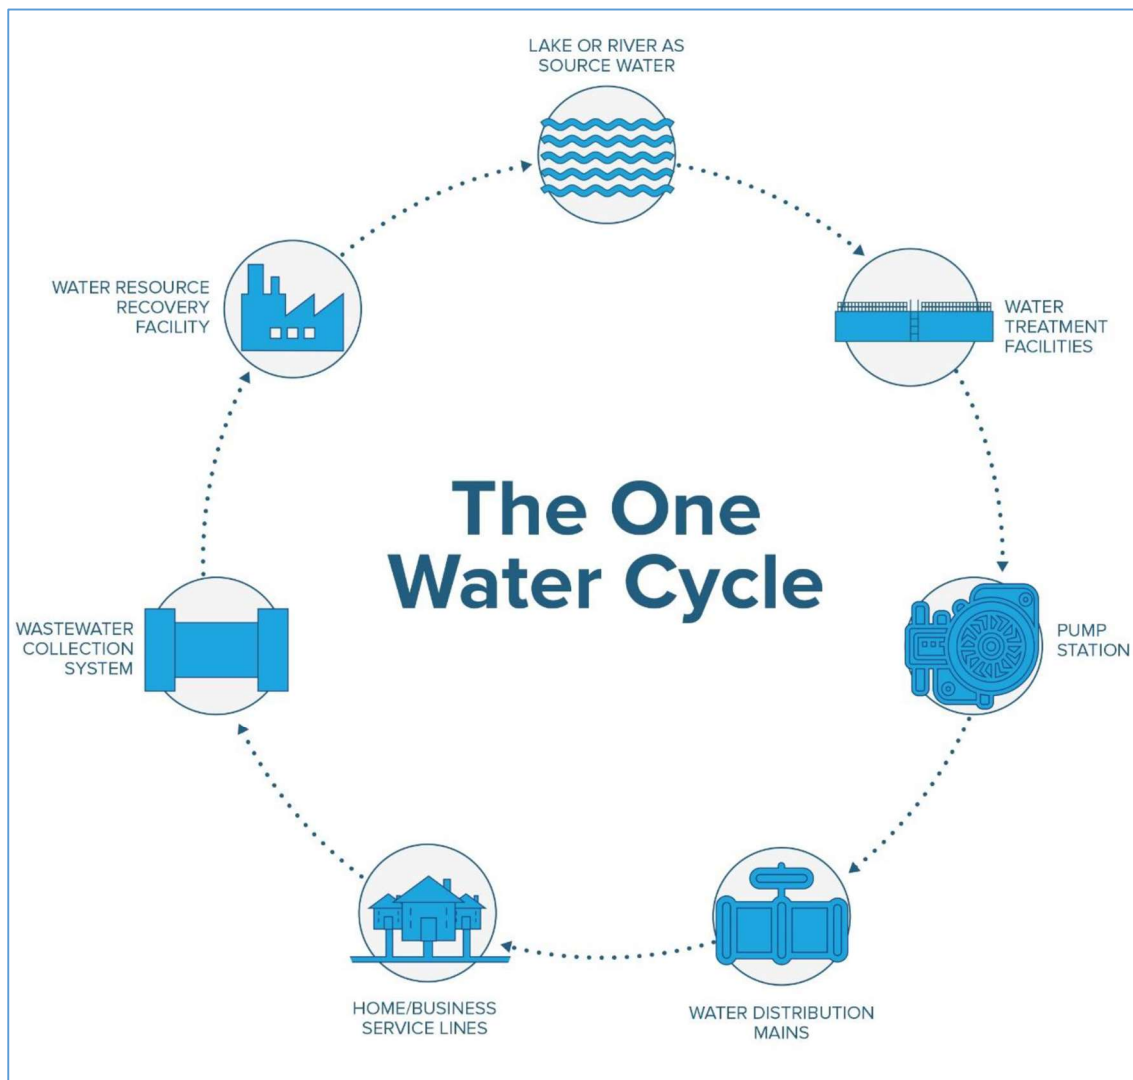 LAKE OR RIVER AS
SOURCE WATER
WATER
TREATMENT
FACILITIES
PUMP
STATION
WATER DISTRIBUTION
MAINS
HOME/BUSINESS
SERVICE LINES
WASTEWATER
COLLECTION
SYSTEM
WATER RESOURCE
RECOVERY
FACILITY
The One
Water Cycle